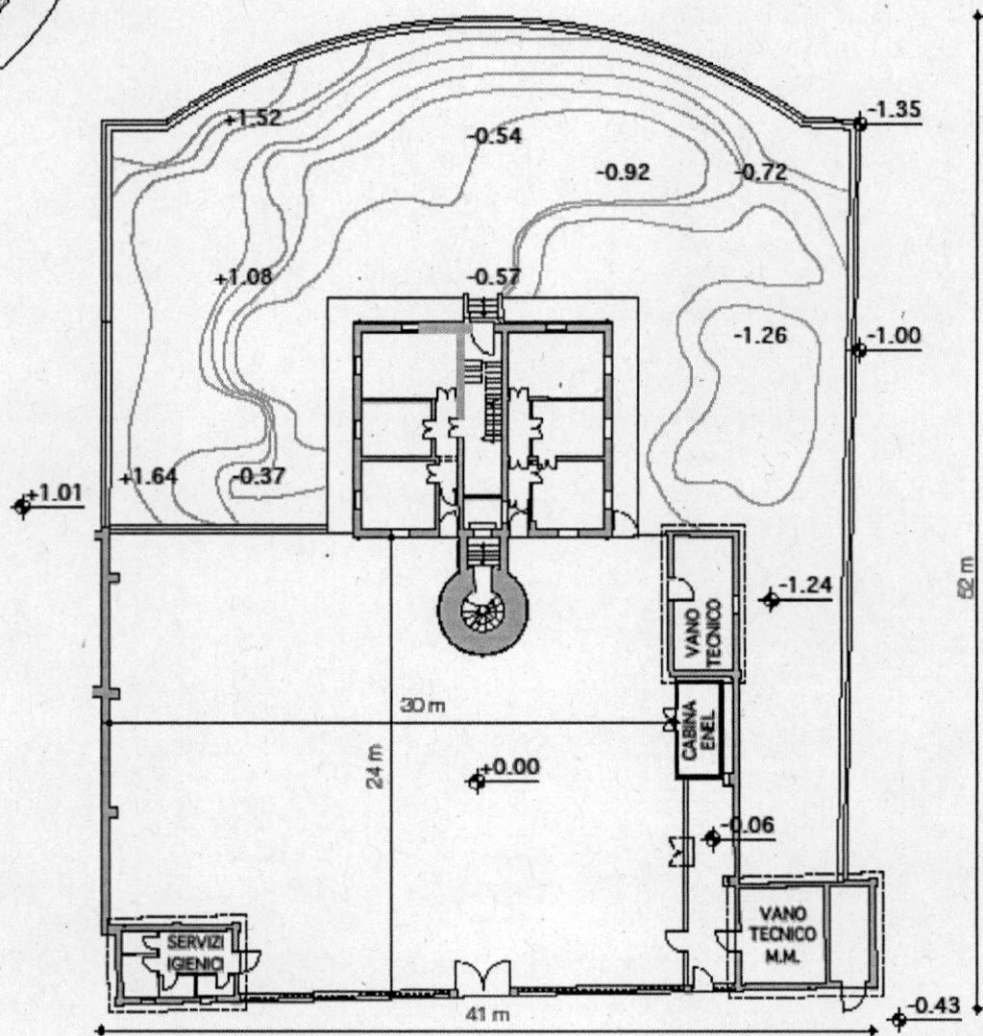 -1.35
+1.52
-0.54
-0.92
-0.72
+1.08
-0.57
-1.26
-1.00
+1.64
-0.37
+1.01
52 m
-1.24
VANO
TECNICO
30 m
CABINA
ENEL
24 m
+0.00
-0.06
SERVIZI
IGIENICI
VANO
TECNICO
M.M.
-0.43
41 m